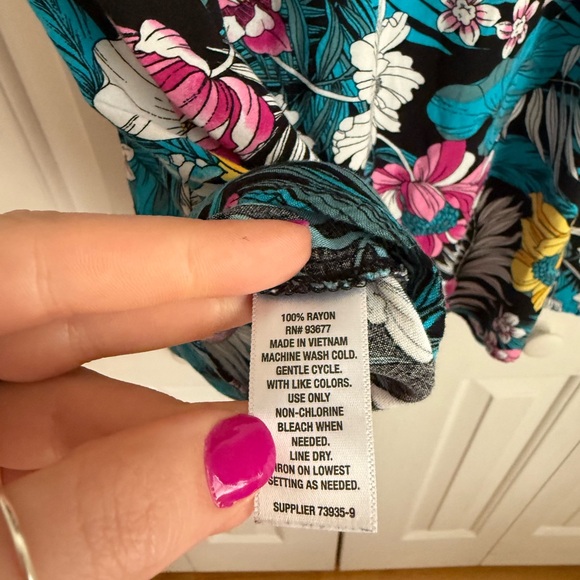 100% RAYON
RN# 93677
MADE IN VIETNAM
MACHINE WASH COLD.
GENTLE CYCLE.
WITH LIKE COLORS.
USE ONLY
NON-CHLORINE
BLEACH WHEN
NEEDED.
LINE DRY.
IRON ON LOWEST
SETTING AS NEEDED.
SUPPLIER 73935-9